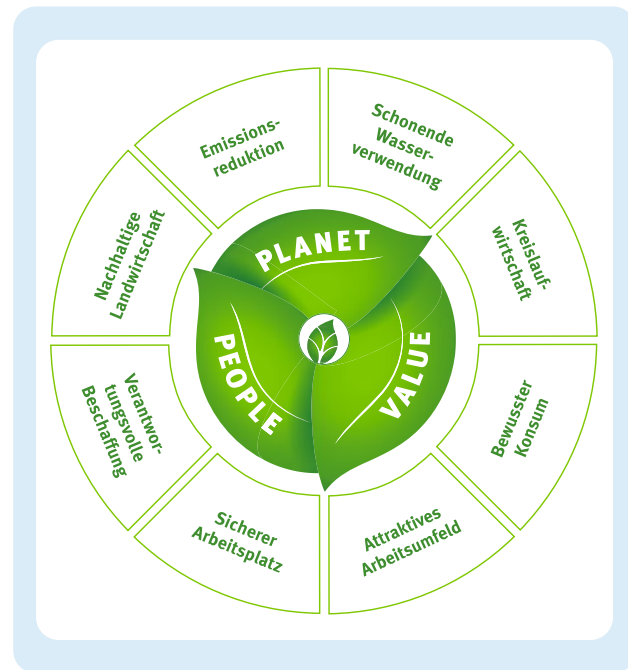 Emissions-
reduktion
Schonende
Wasser-
verwendung
Kreislauf-
wirtschaft
Bewusster
Konsum
Attraktives
Arbeitsumfeld
Sicherer
Arbeitsplatz
Verantwor-
tungsvolle
Beschaffung
Nachhaltige
Landwirtschaft
PLANET
VALUE
PEOPLE